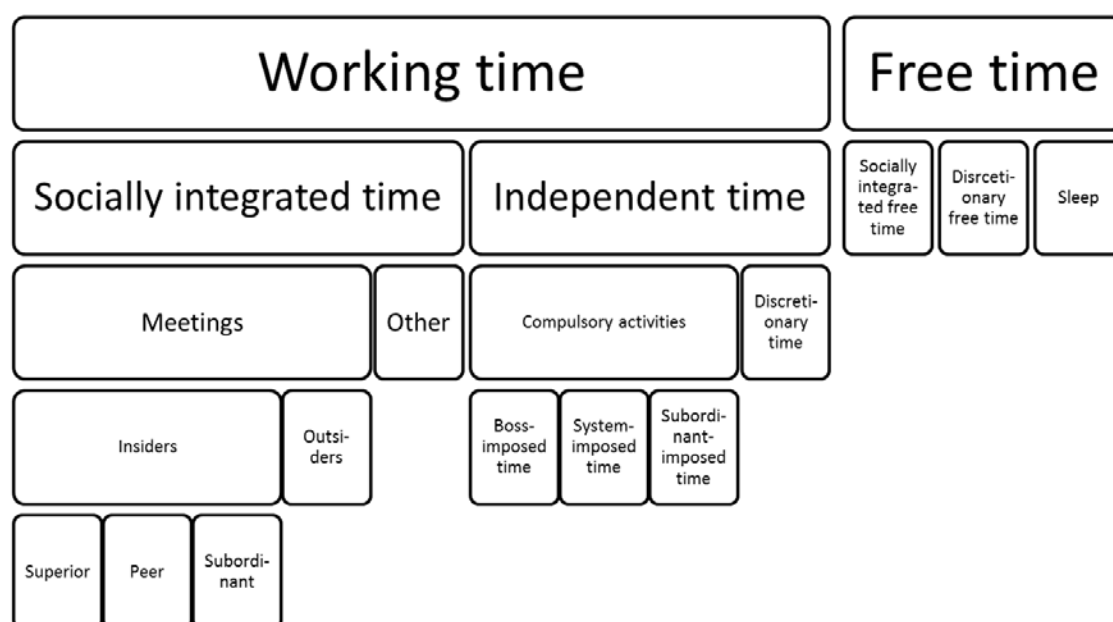 Working time
Free time
Socially integrated time
Independent time
Socially
integra-
ted free
time
Disrceti-
onary
free time
Sleep
Meetings
Other
Compulsory activities
Discreti-
onary
time
Insiders
Outsi-
ders
Boss-
imposed
time
System-
imposed
time
Subordi-
nant-
imposed
time
Superior
Peer
Subordi-
nant